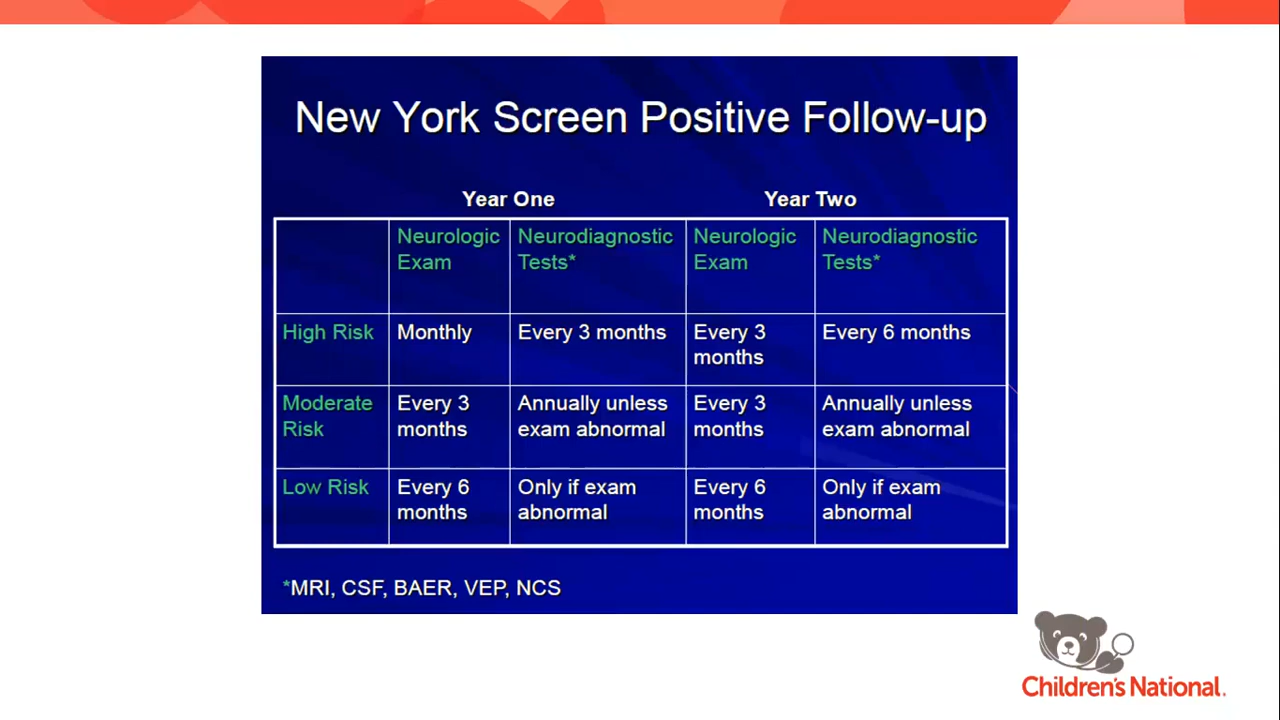 New York Screen Positive Follow-up
Year One Year Two
Neurologic Exam Neurodiagnostic Tests* Neurologic Exam Neurodiagnostic Tests*
High Risk Monthly Every 3 months Every 3 months Every 6 months
Moderate Risk Every 3 months Annually unless exam abnormal Every 3 months Annually unless exam abnormal
Low Risk Every 6 months Only if exam abnormal Every 6 months Only if exam abnormal
*MRI, CSF, BAER, VEP, NCS
Children's National.